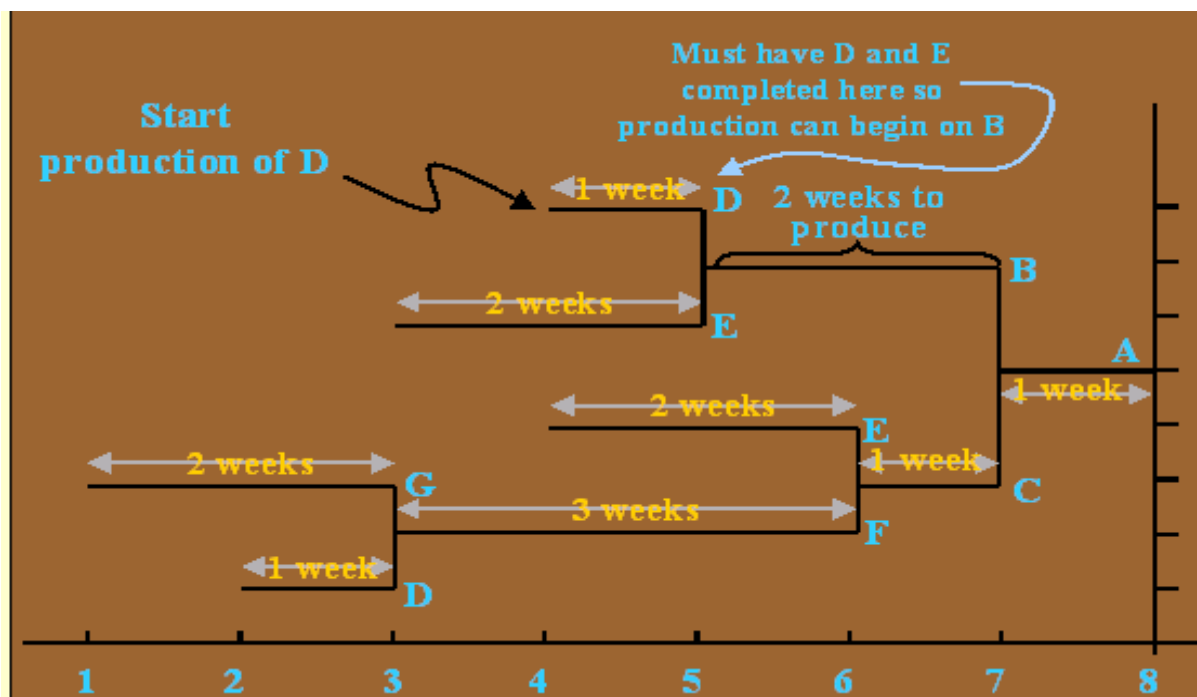 Must have D and E
completed here so
production can begin on B
Start
production of D
1 week
D
2 weeks to
produce
B
2 weeks
E
A
1 week
2 weeks
E
1 week
C
2 weeks
G
3 weeks
F
1 week
D
1 2 3 4 5 6 7 8